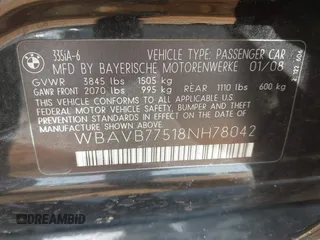 335iA-6 VEHICLE TYPE: PASSENGER CAR
MFD BY BAYERISCHE MOTORENWERKE 01/08
GVWR 3845 lbs 1505 kg
GAWR FRONT 2070 lbs 995 kg REAR 1110 lbs 600 kg
THIS VEHICLE CONFORMS TO ALL APPLICABLE U.S. FEDERAL
MOTOR VEHICLE SAFETY, BUMPER AND THEFT
PREVENTION STANDARDS IN EFFECT ON THE DATE
OF MANUFACTURE SHOWN ABOVE.
WBAVB77518NH78042
DREAMBID